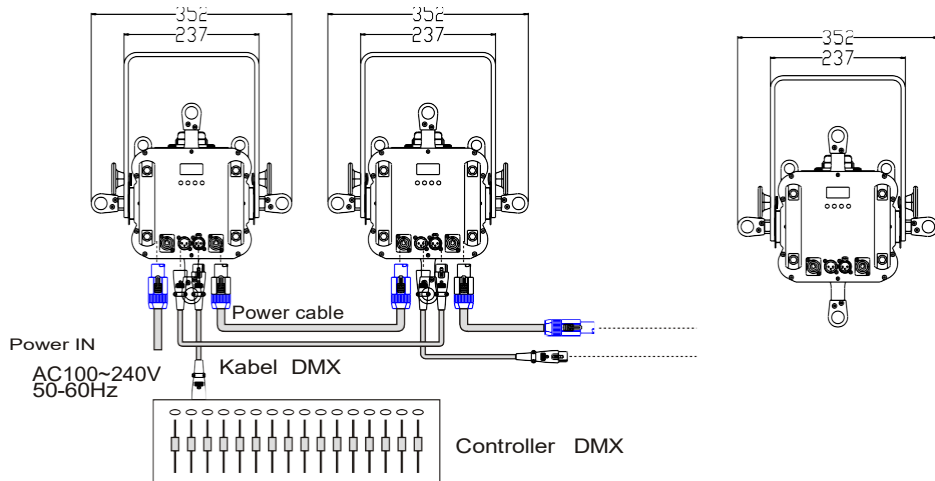 352
237
352
237
352
237
Power cable
Power IN
AC100~240V
50-60Hz
Kabel DMX
Controller DMX